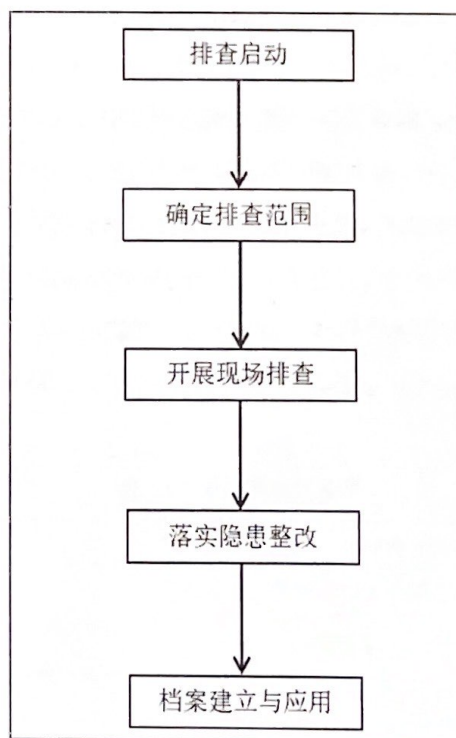 排查启动
确定排查范围
开展现场排查
落实隐患整改
档案建立与应用